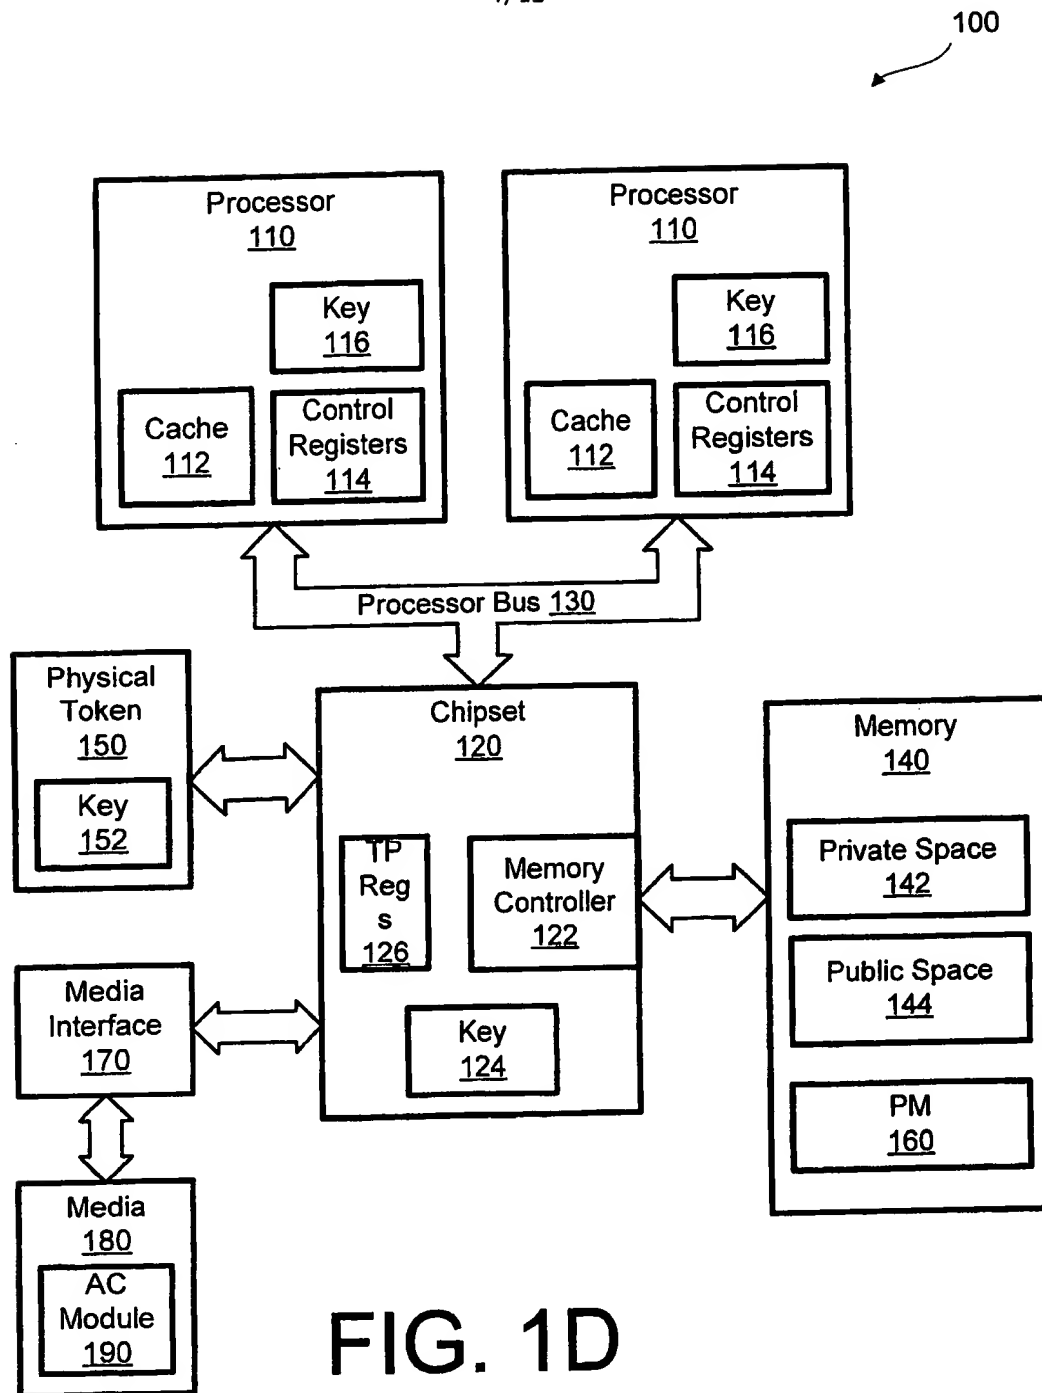 100
Processor
110
Key
116
Cache
112
Control
Registers
114
Processor
110
Key
116
Cache
112
Control
Registers
114
Processor Bus 130
Physical
Token
150
Key
152
Chipset
120
TP
Reg
s
126
Memory
Controller
122
Key
124
Memory
140
Private Space
142
Public Space
144
PM
160
Media
Interface
170
Media
180
AC
Module
190
FIG. 1D